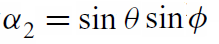 α₂ = sin θ sin ϕ